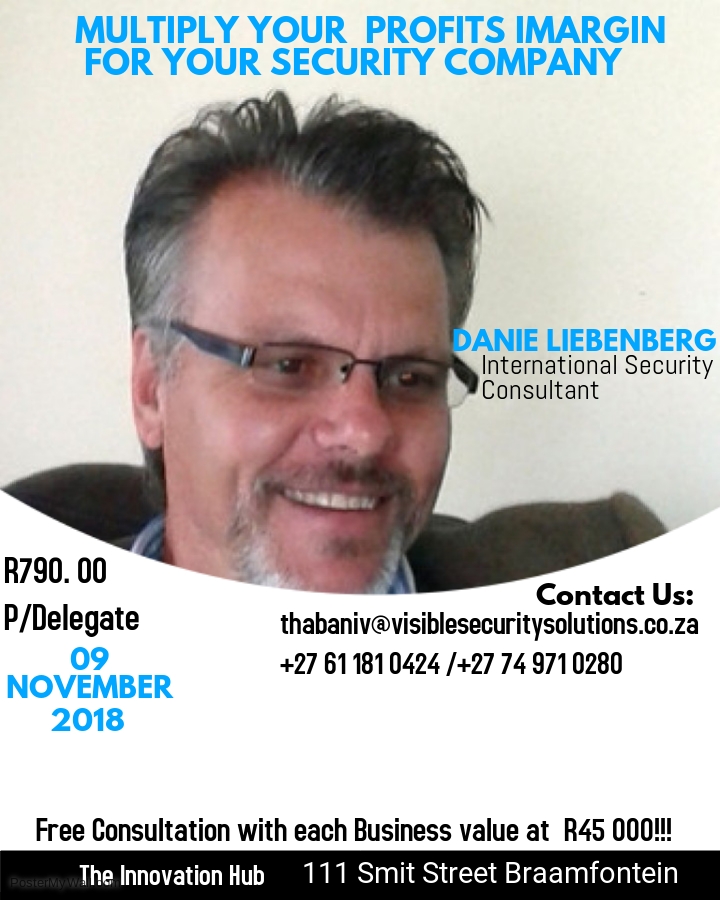 MULTIPLY YOUR PROFITS IMARGIN
FOR YOUR SECURITY COMPANY
DANIE LIEBENBERG
International Security
Consultant
R790. 00
P/Delegate
09
NOVEMBER
2018
Contact Us:
thabaniv@visiblesecuritysolutions.co.za
+27 61 181 0424 /+27 74 971 0280
Free Consultation with each Business value at R45 000!!!
The Innovation Hub 111 Smit Street Braamfontein